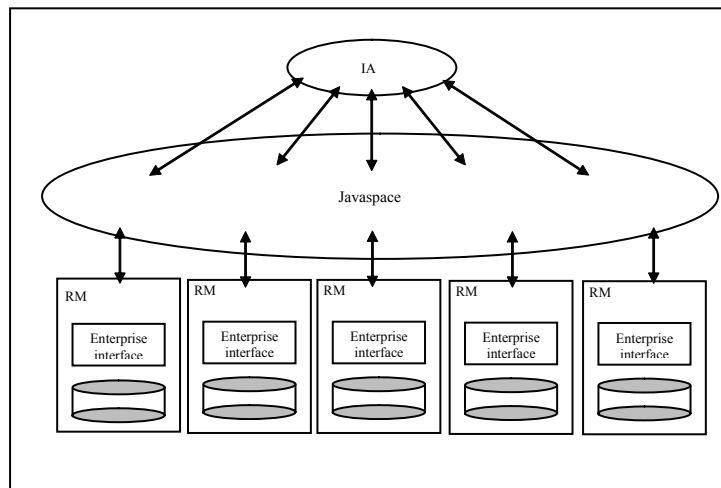 IA
Javaspace
RM
RM
RM
RM
RM
Enterprise
interface
Enterprise
interface
Enterprise
interface
Enterprise
interface
Enterprise
interface